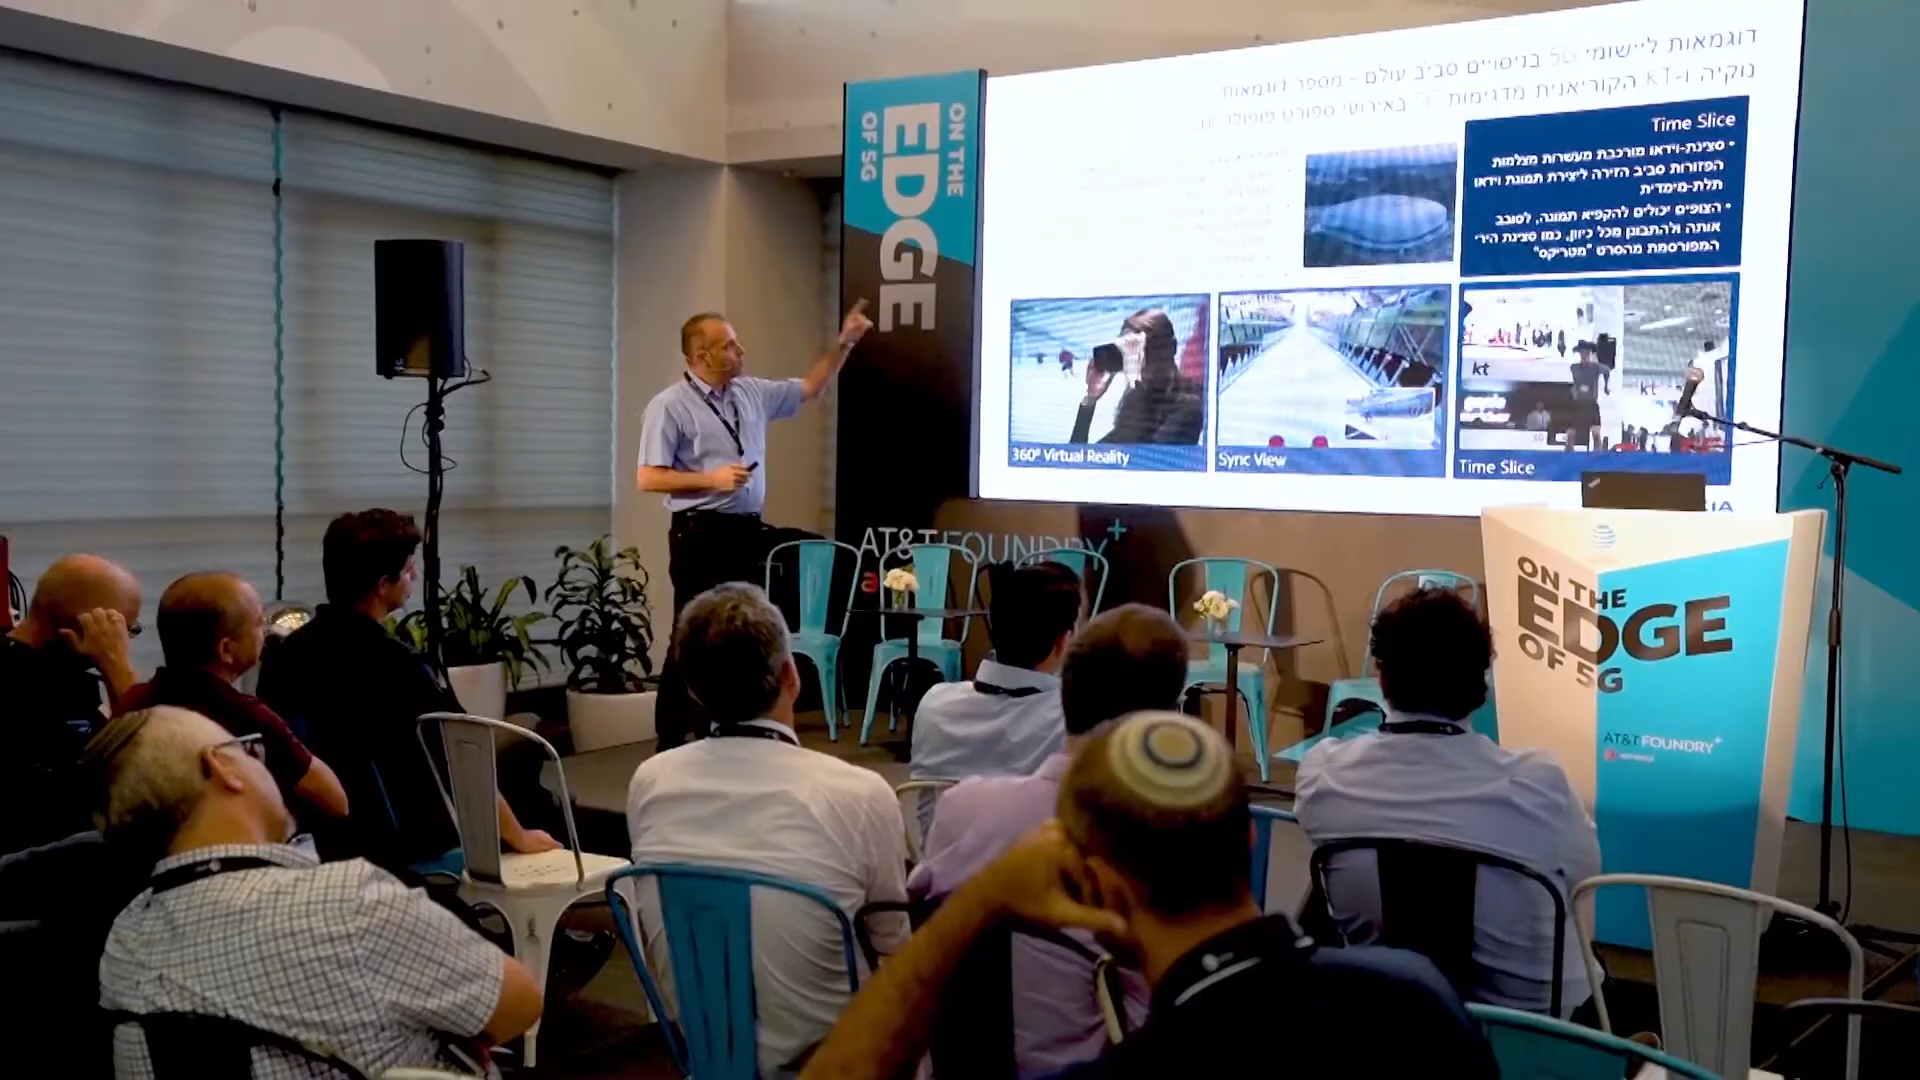 ON THE
EDGE
OF 5G
דוגמאות ליישומי 5G בניסויים סביב עולם - מספר דוגמאות
נוקיה ו-KT הקוריאנית מדגימות 5G באירועי ספורט פופולריים
Time Slice
• סצינת-וידאו מורכבת מעשרות מצלמות
הפזורות סביב הזירה ליצירת תמונת וידאו
תלת-מימדית
• הצופים יכולים להקפיא תמונה, לסובב
אותה ולהתבונן מכל כיוון, כמו סצינת הירי
המפורסמת מהסרט "מטריקס"
360° Virtual Reality
Sync View
kt
kt
Time Slice
AT&T FOUNDRY+
ON THE
EDGE
OF 5G
AT&T FOUNDRY+